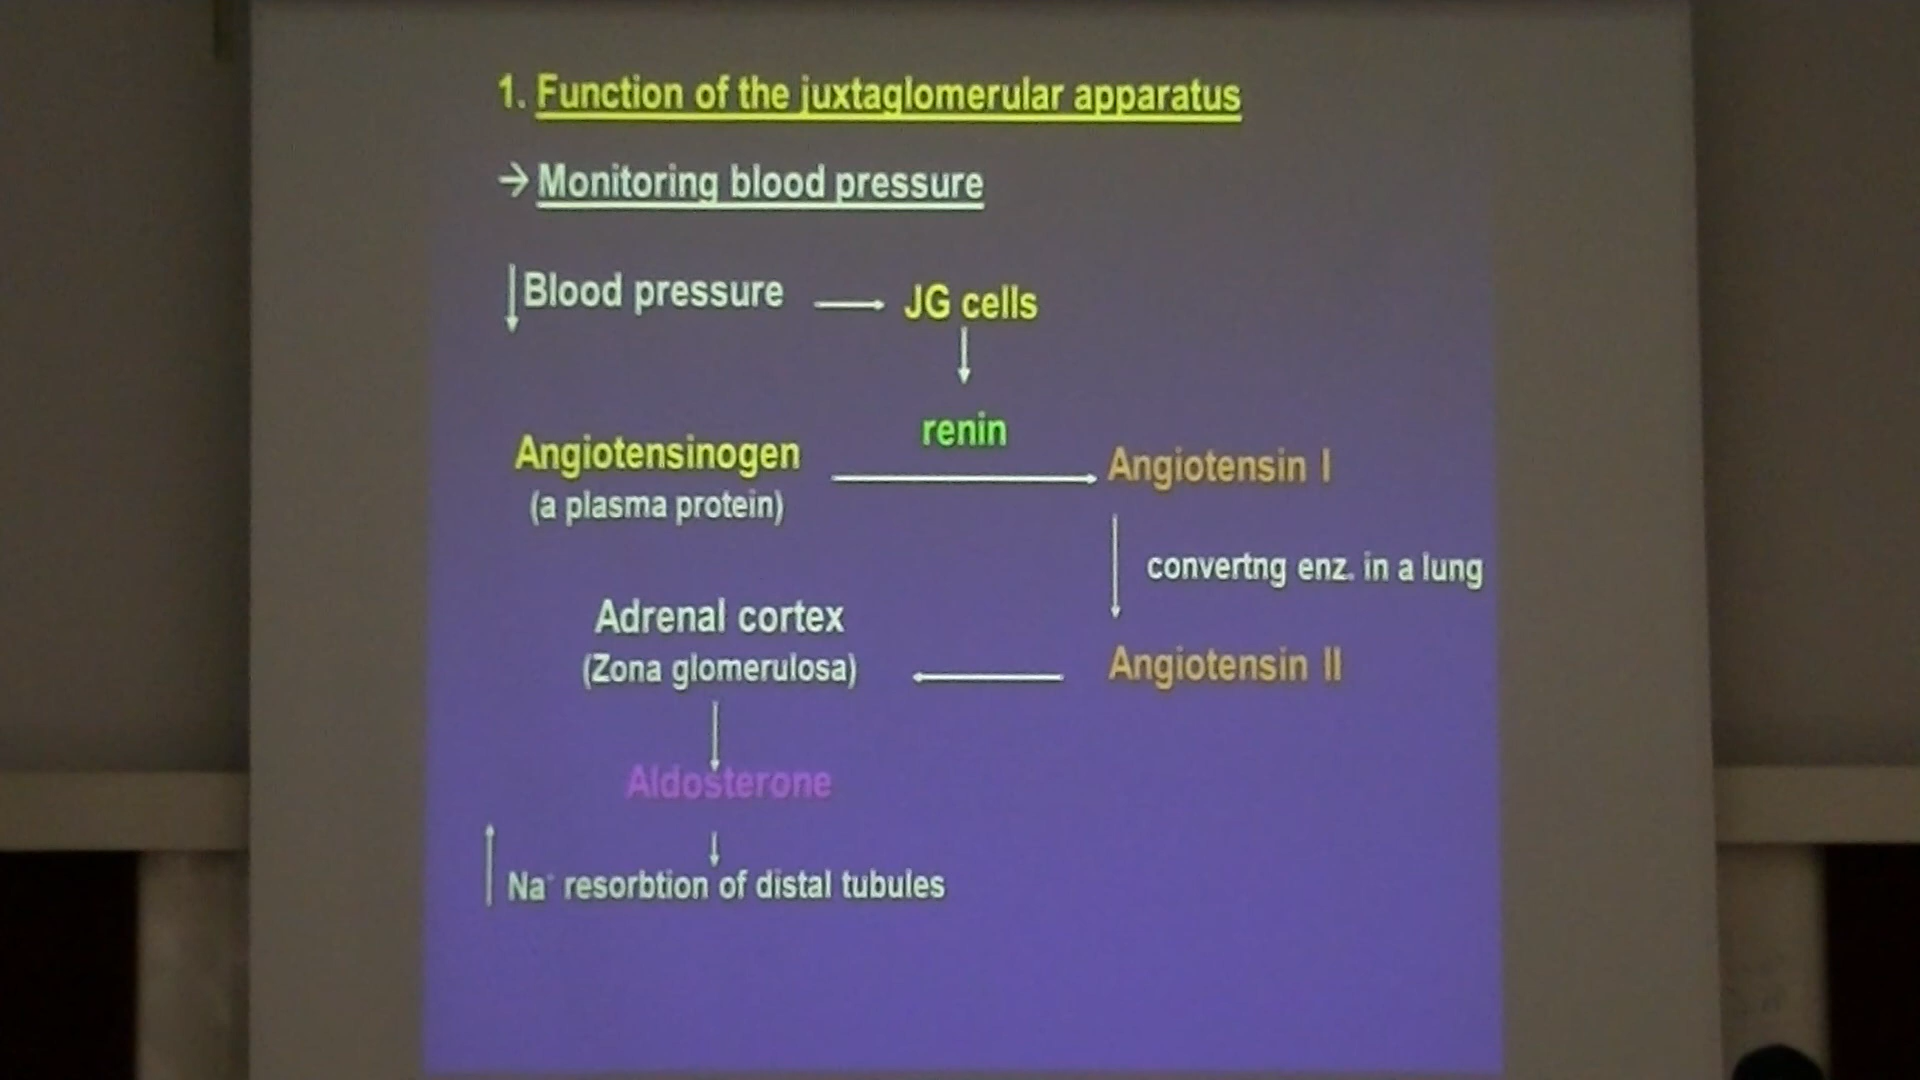 1. Function of the juxtaglomerular apparatus
→ Monitoring blood pressure
↓ Blood pressure → JG cells
↓
renin
Angiotensinogen → Angiotensin I
(a plasma protein)
↓ convertng enz. in a lung
Adrenal cortex
(Zona glomerulosa) ← Angiotensin II
↓
Aldosterone
↓
↑ Na⁺ resorbtion of distal tubules